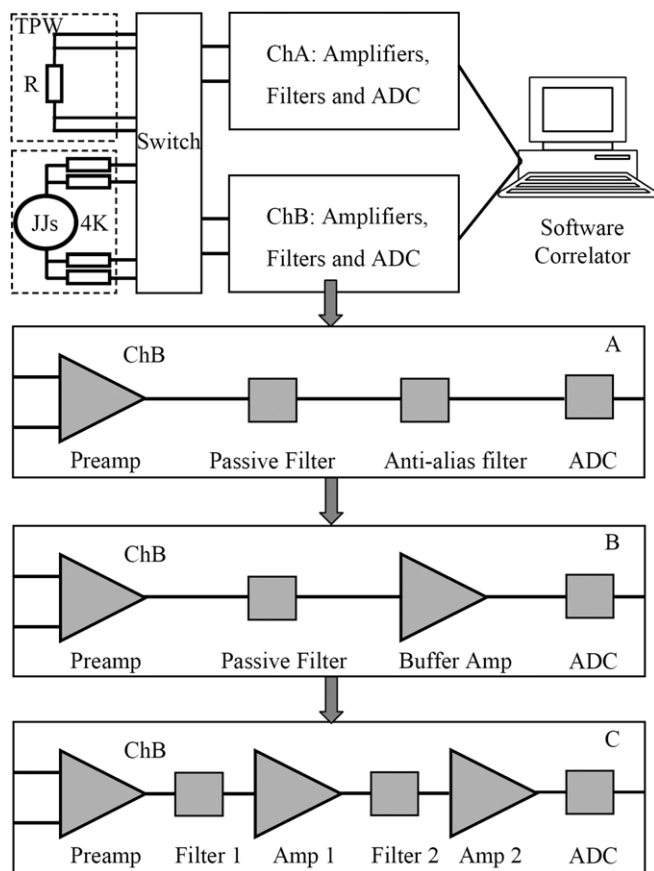 TPW
R
Switch
JJs
4K
ChA: Amplifiers,
Filters and ADC
ChB: Amplifiers,
Filters and ADC
Software
Correlator
A
ChB
Preamp
Passive Filter
Anti-alias filter
ADC
B
ChB
Preamp
Passive Filter
Buffer Amp
ADC
C
ChB
Preamp
Filter 1
Amp 1
Filter 2
Amp 2
ADC